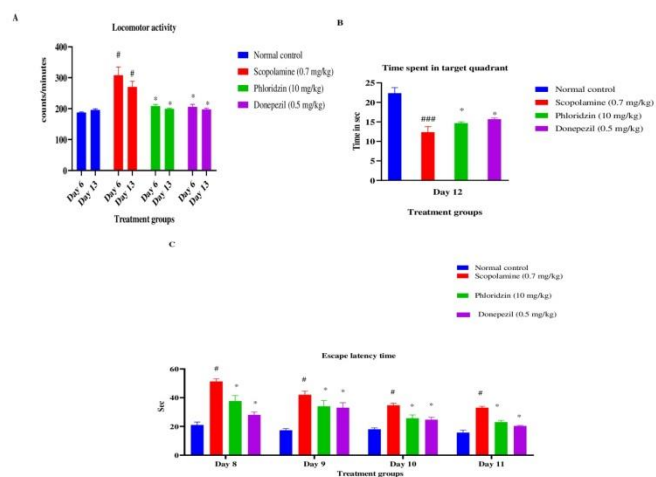 A
Locomotor activity
counts/minutes
400
300
200
100
0
#
#
*
*
*
*
Day 6
Day 13
Day 6
Day 13
Day 6
Day 13
Day 6
Day 13
Treatment groups
Normal control
Scopolamine (0.7 mg/kg)
Phloridzin (10 mg/kg)
Donepezil (0.5 mg/kg)
B
Time spent in target quadrant
Time in sec
25
20
15
10
5
0
###
*
*
Day 12
Treatment groups
Normal control
Scopolamine (0.7 mg/kg)
Phloridzin (10 mg/kg)
Donepezil (0.5 mg/kg)
C
Normal control
Scopolamine (0.7 mg/kg)
Phloridzin (10 mg/kg)
Donepezil (0.5 mg/kg)
Escape latency time
Sec
60
40
20
0
#
*
*
#
*
*
#
*
*
#
*
*
Day 8
Day 9
Day 10
Day 11
Treatment groups